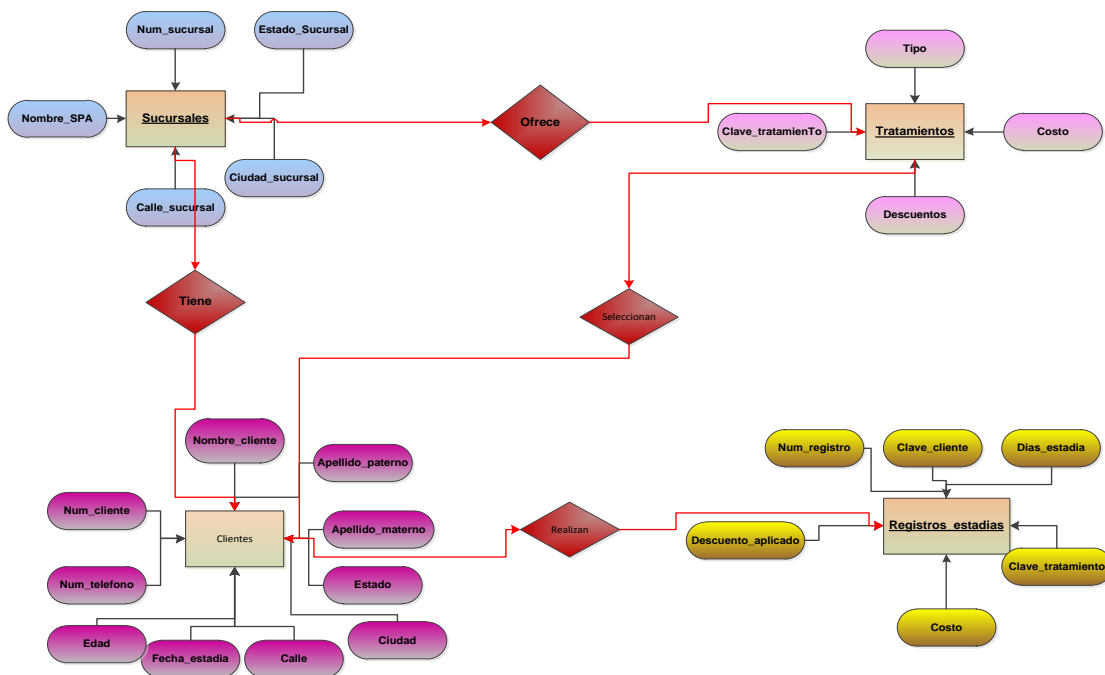 Num_sucursal
Estado_Sucursal
Nombre_SPA
Sucursales
Ciudad_sucursal
Calle_sucursal
Ofrece
Tipo
Clave_tratamienTo
Tratamientos
Costo
Descuentos
Tiene
Seleccionan
Nombre_cliente
Apellido_paterno
Num_cliente
Apellido_materno
Clientes
Num_telefono
Estado
Edad
Fecha_estadia
Calle
Ciudad
Realizan
Num_registro
Clave_cliente
Dias_estadia
Descuento_aplicado
Registros_estadias
Clave_tratamiento
Costo